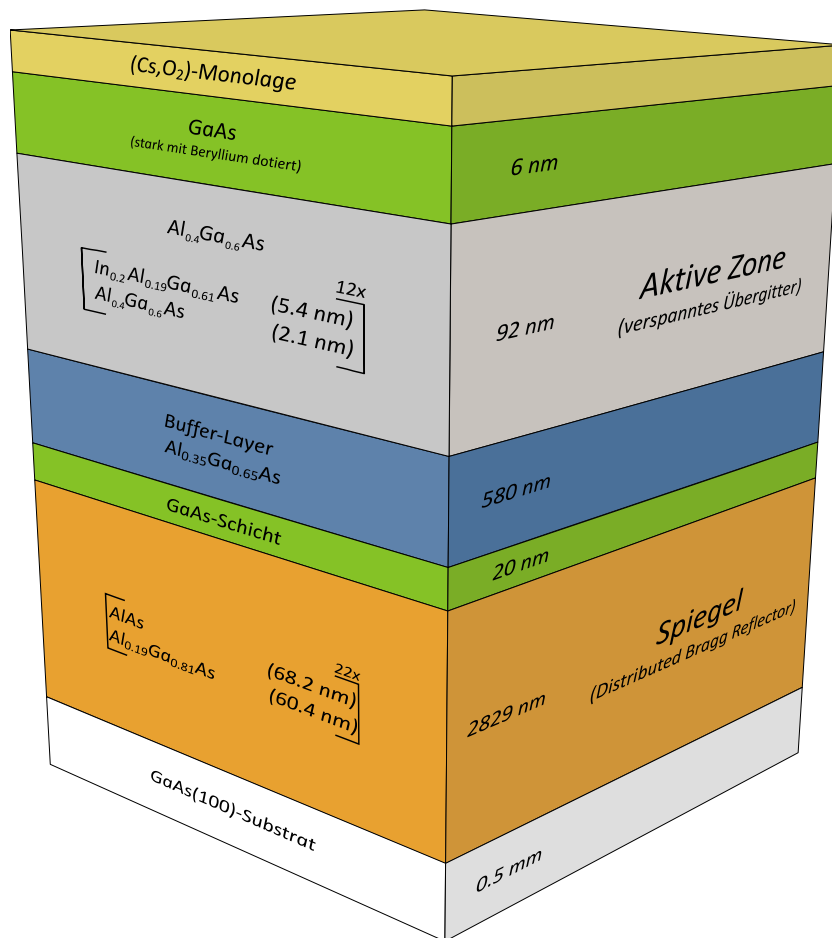 (Cs,O₂)-Monolage
GaAs
(stark mit Beryllium dotiert)
6 nm
Al₀.₄Ga₀.₆As
12x
In₀.₂Al₀.₁₉Ga₀.₆₁As (5.4 nm)
Al₀.₄Ga₀.₆As (2.1 nm)
92 nm
Aktive Zone
(verspanntes Übergitter)
Buffer-Layer
Al₀.₃₅Ga₀.₆₅As
580 nm
GaAs-Schicht
20 nm
22x
AlAs (68.2 nm)
Al₀.₁₉Ga₀.₈₁As (60.4 nm)
2829 nm
Spiegel
(Distributed Bragg Reflector)
GaAs(100)-Substrat
0.5 mm